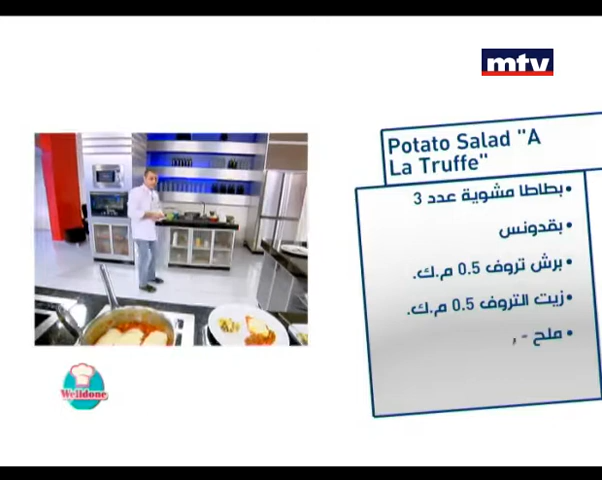 mtv
Potato Salad "A
La Truffe"
•بطاطا مشوية عدد 3
•بقدونس
•برش تروف 0.5 م.ك.
•زيت التروف 0.5 م.ك.
•ملح -
Welldone